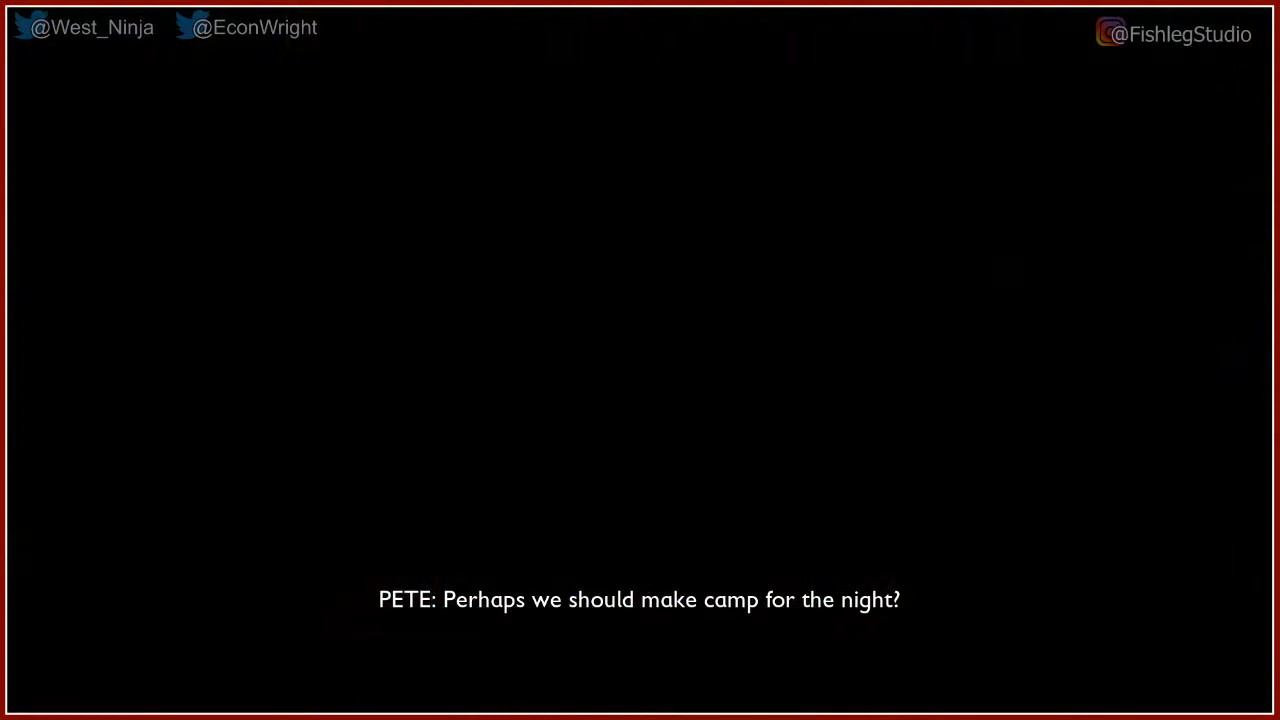 @West_Ninja @EconWright @FishlegStudio
PETE: Perhaps we should make camp for the night?